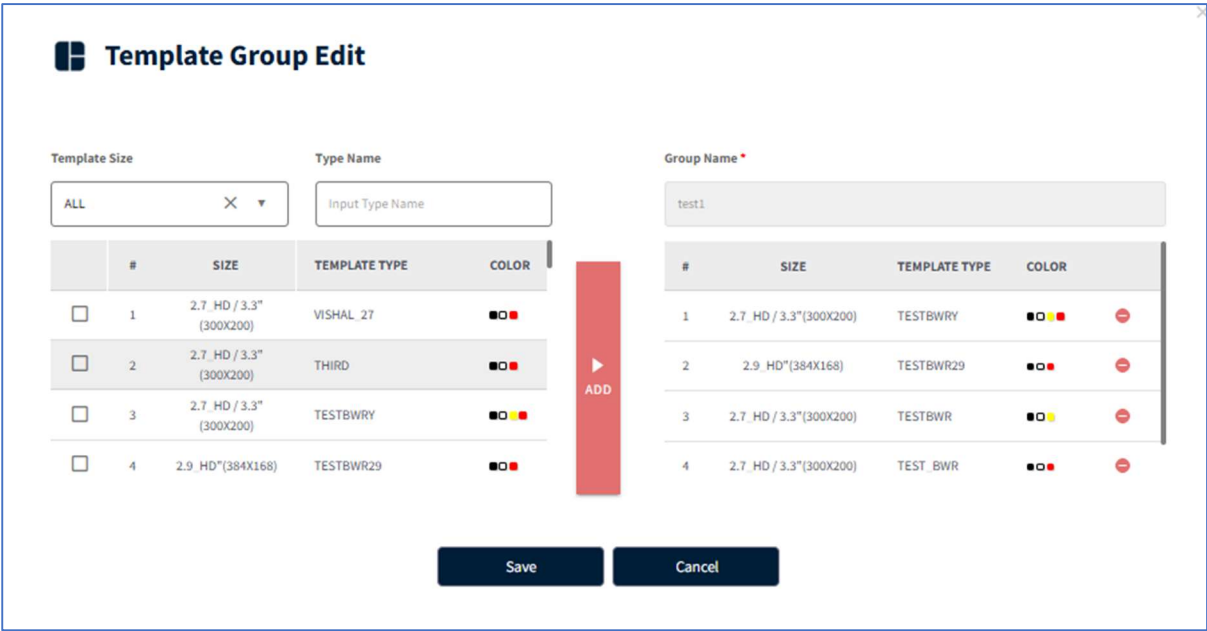 Template Group Edit
Template Size
Type Name
Group Name *
ALL
Input Type Name
test1
# SIZE TEMPLATE TYPE COLOR
1 2.7_HD / 3.3" (300X200) VISHAL_27
2 2.7_HD / 3.3" (300X200) THIRD
3 2.7_HD / 3.3" (300X200) TESTBWRY
4 2.9_HD"(384X168) TESTBWR29
ADD
# SIZE TEMPLATE TYPE COLOR
1 2.7_HD / 3.3"(300X200) TESTBWRY
2 2.9_HD"(384X168) TESTBWR29
3 2.7_HD / 3.3"(300X200) TESTBWR
4 2.7_HD / 3.3"(300X200) TEST_BWR
Save
Cancel